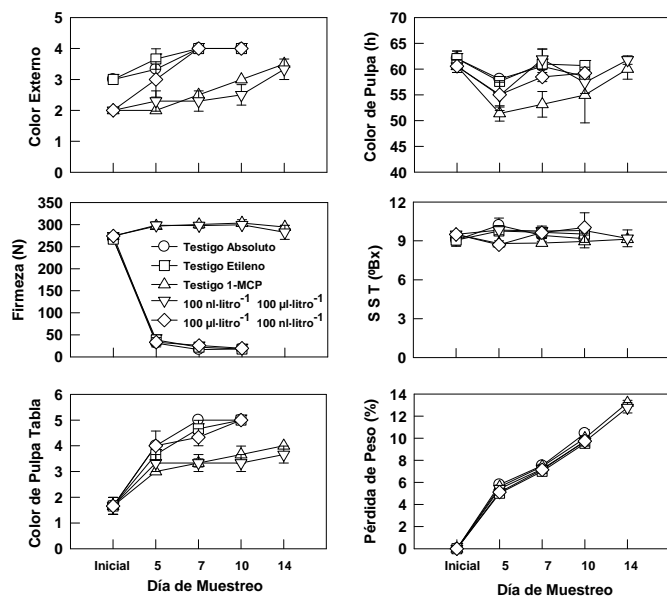 Color Externo
5
4
3
2
1
0
Color de Pulpa (h)
70
65
60
55
50
45
40
Firmeza (N)
350
300
250
200
150
100
50
0
Testigo Absoluto
Testigo Etileno
Testigo 1-MCP
100 nl-litro⁻¹ 100 µl-litro⁻¹
100 µl-litro⁻¹ 100 nl-litro⁻¹
S S T (ºBx)
12
9
6
3
0
Color de Pulpa Tabla
6
5
4
3
2
1
0
Inicial 5 7 10 14
Día de Muestreo
Pérdida de Peso (%)
14
12
10
8
6
4
2
0
Inicial 5 7 10 14
Día de Muestreo